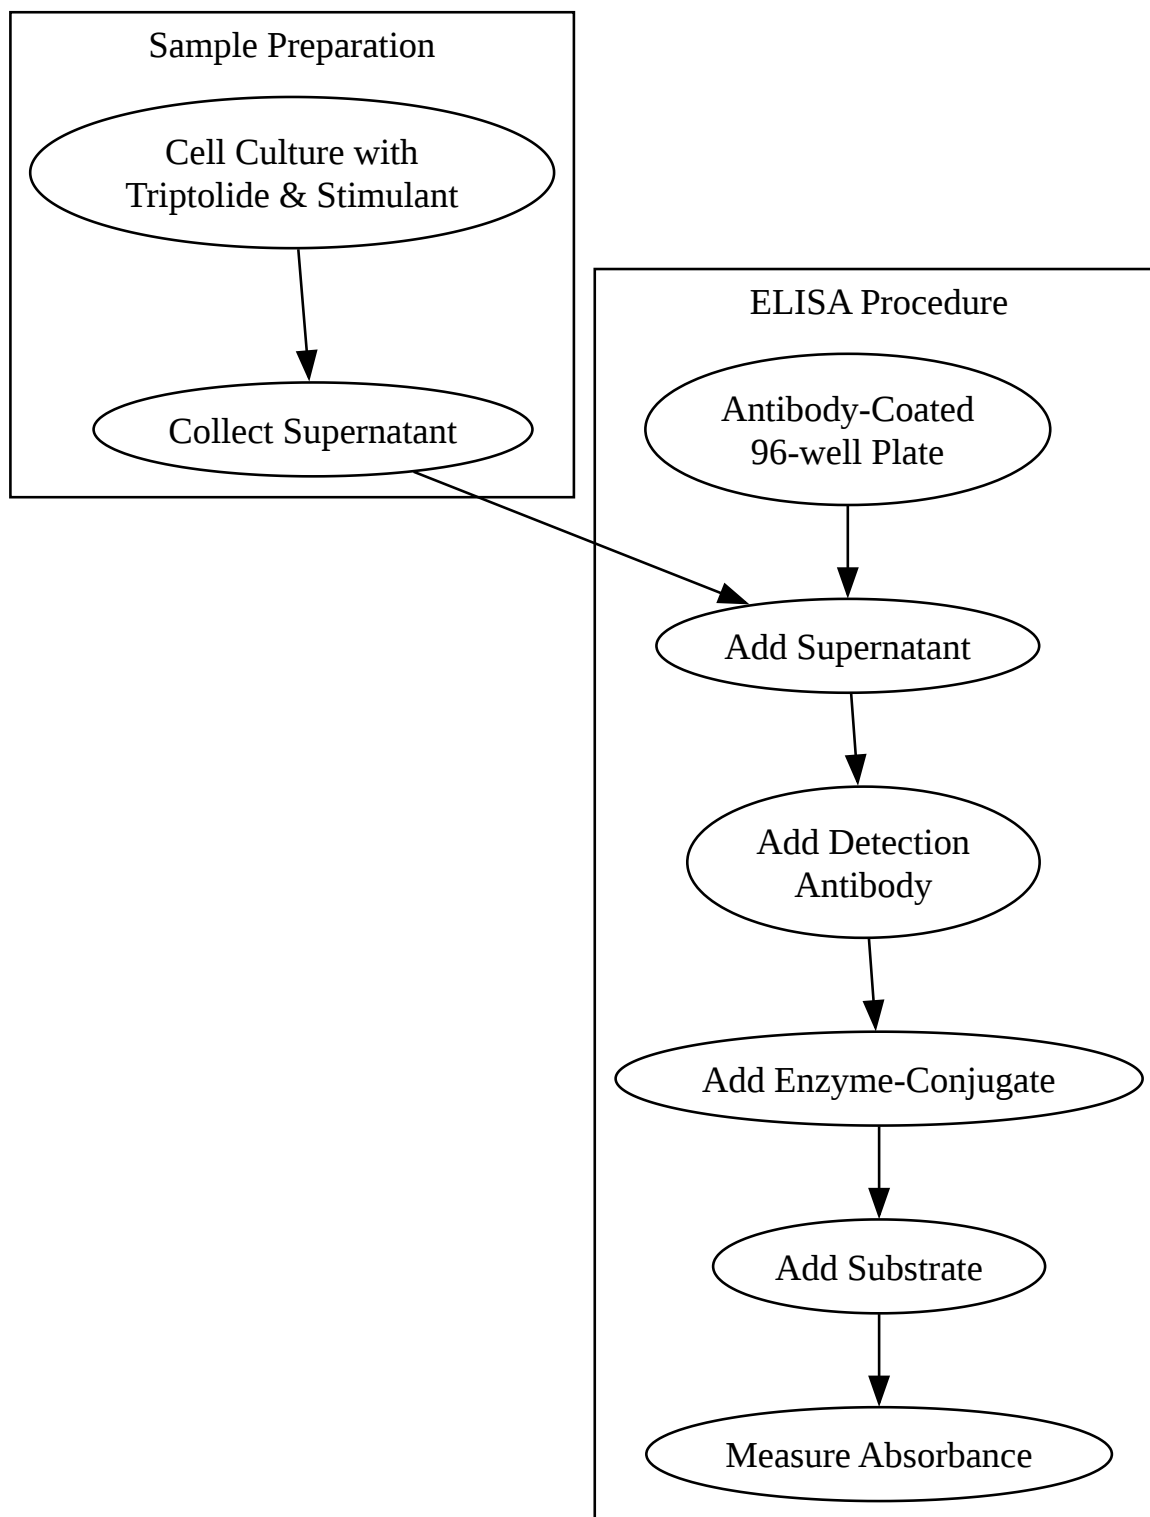 Sample Preparation
Cell Culture with
Triptolide & Stimulant
Collect Supernatant
ELISA Procedure
Antibody-Coated
96-well Plate
Add Supernatant
Add Detection
Antibody
Add Enzyme-Conjugate
Add Substrate
Measure Absorbance